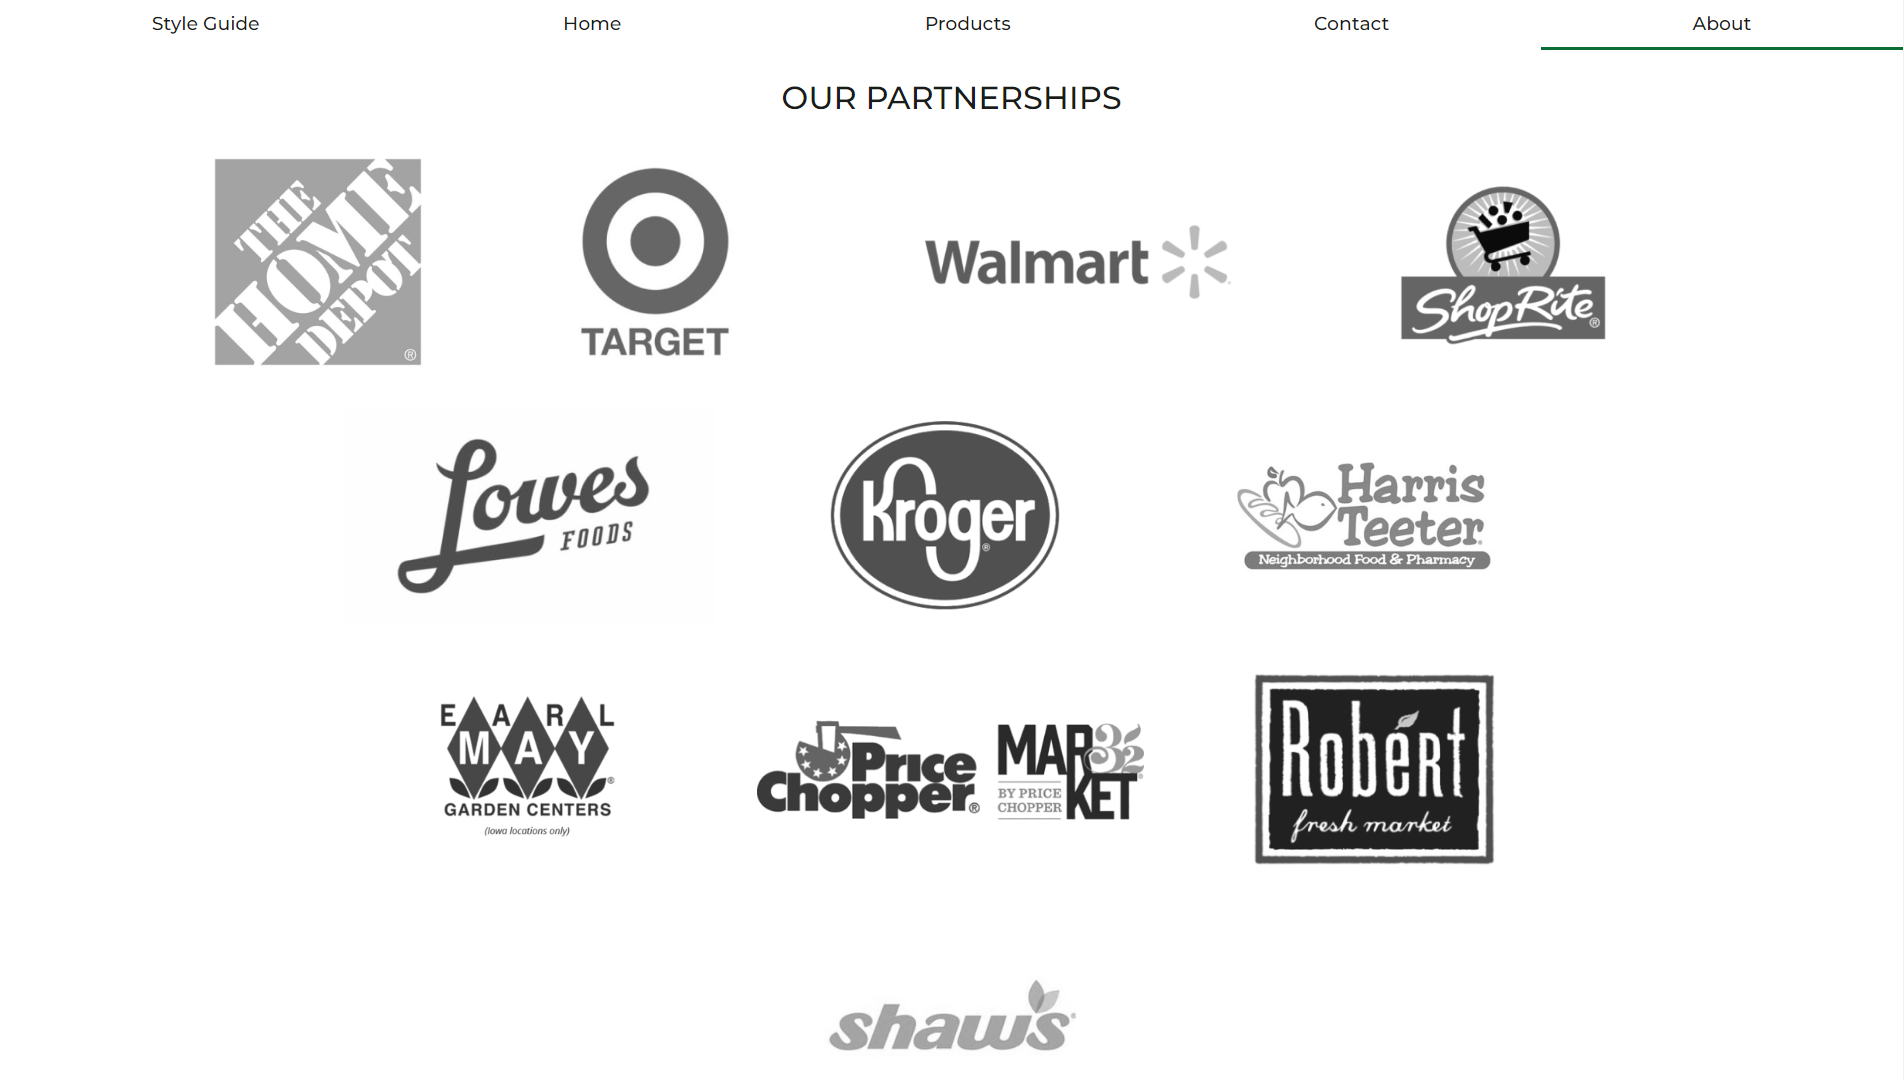 Style Guide
Home
Products
Contact
About
OUR PARTNERSHIPS
THE
HOME
DEPOT
®
TARGET
Walmart
ShopRite®
Lowes
FOODS
Kroger®
Harris
Teeter
Neighborhood Food & Pharmacy
EARL
MAY®
GARDEN CENTERS
(Iowa locations only)
Price
Chopper®
MAR32
KET
BY PRICE
CHOPPER
Robért
fresh market
shaw's